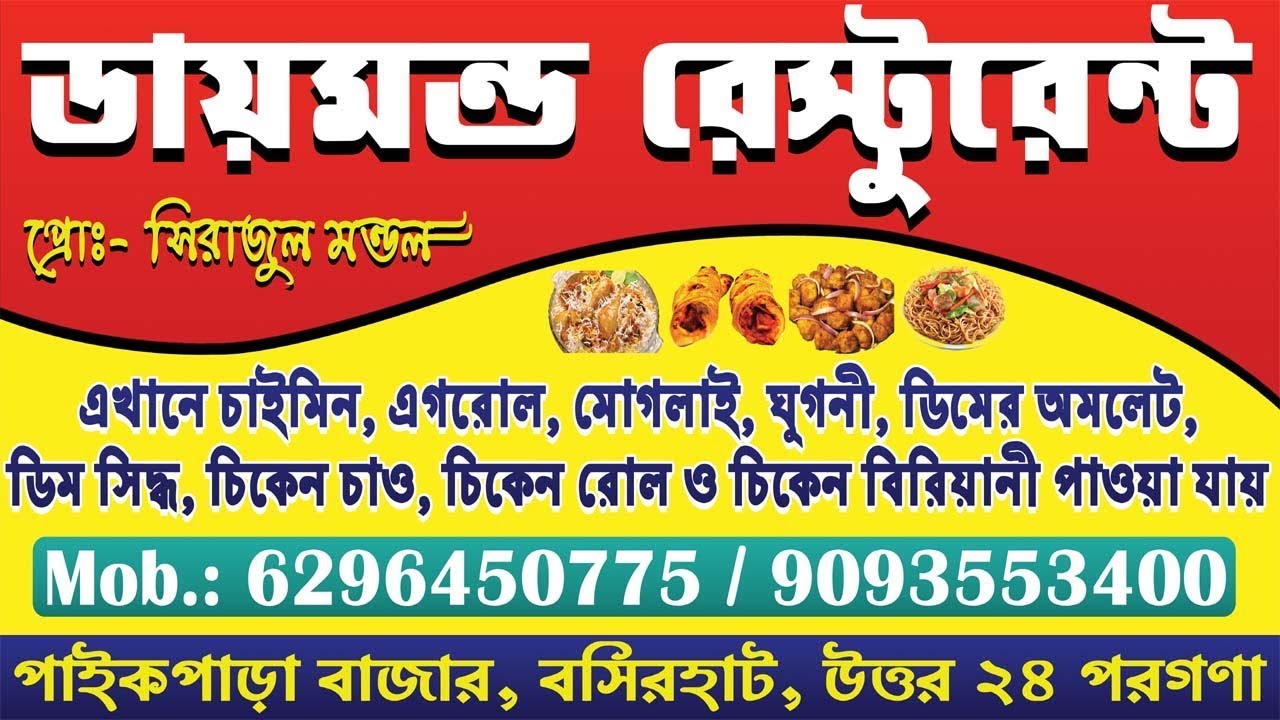 ডায়মন্ড রেস্টুরেন্ট
প্রোঃ- সিরাজুল মন্ডল
এখানে চাইমিন, এগরোল, মোগলাই, ঘুগনী, ডিমের অমলেট,
ডিম সিদ্ধ, চিকেন চাও, চিকেন রোল ও চিকেন বিরিয়ানী পাওয়া যায়
Mob.: 6296450775 / 9093553400
পাইকপাড়া বাজার, বসিরহাট, উত্তর ২৪ পরগণা